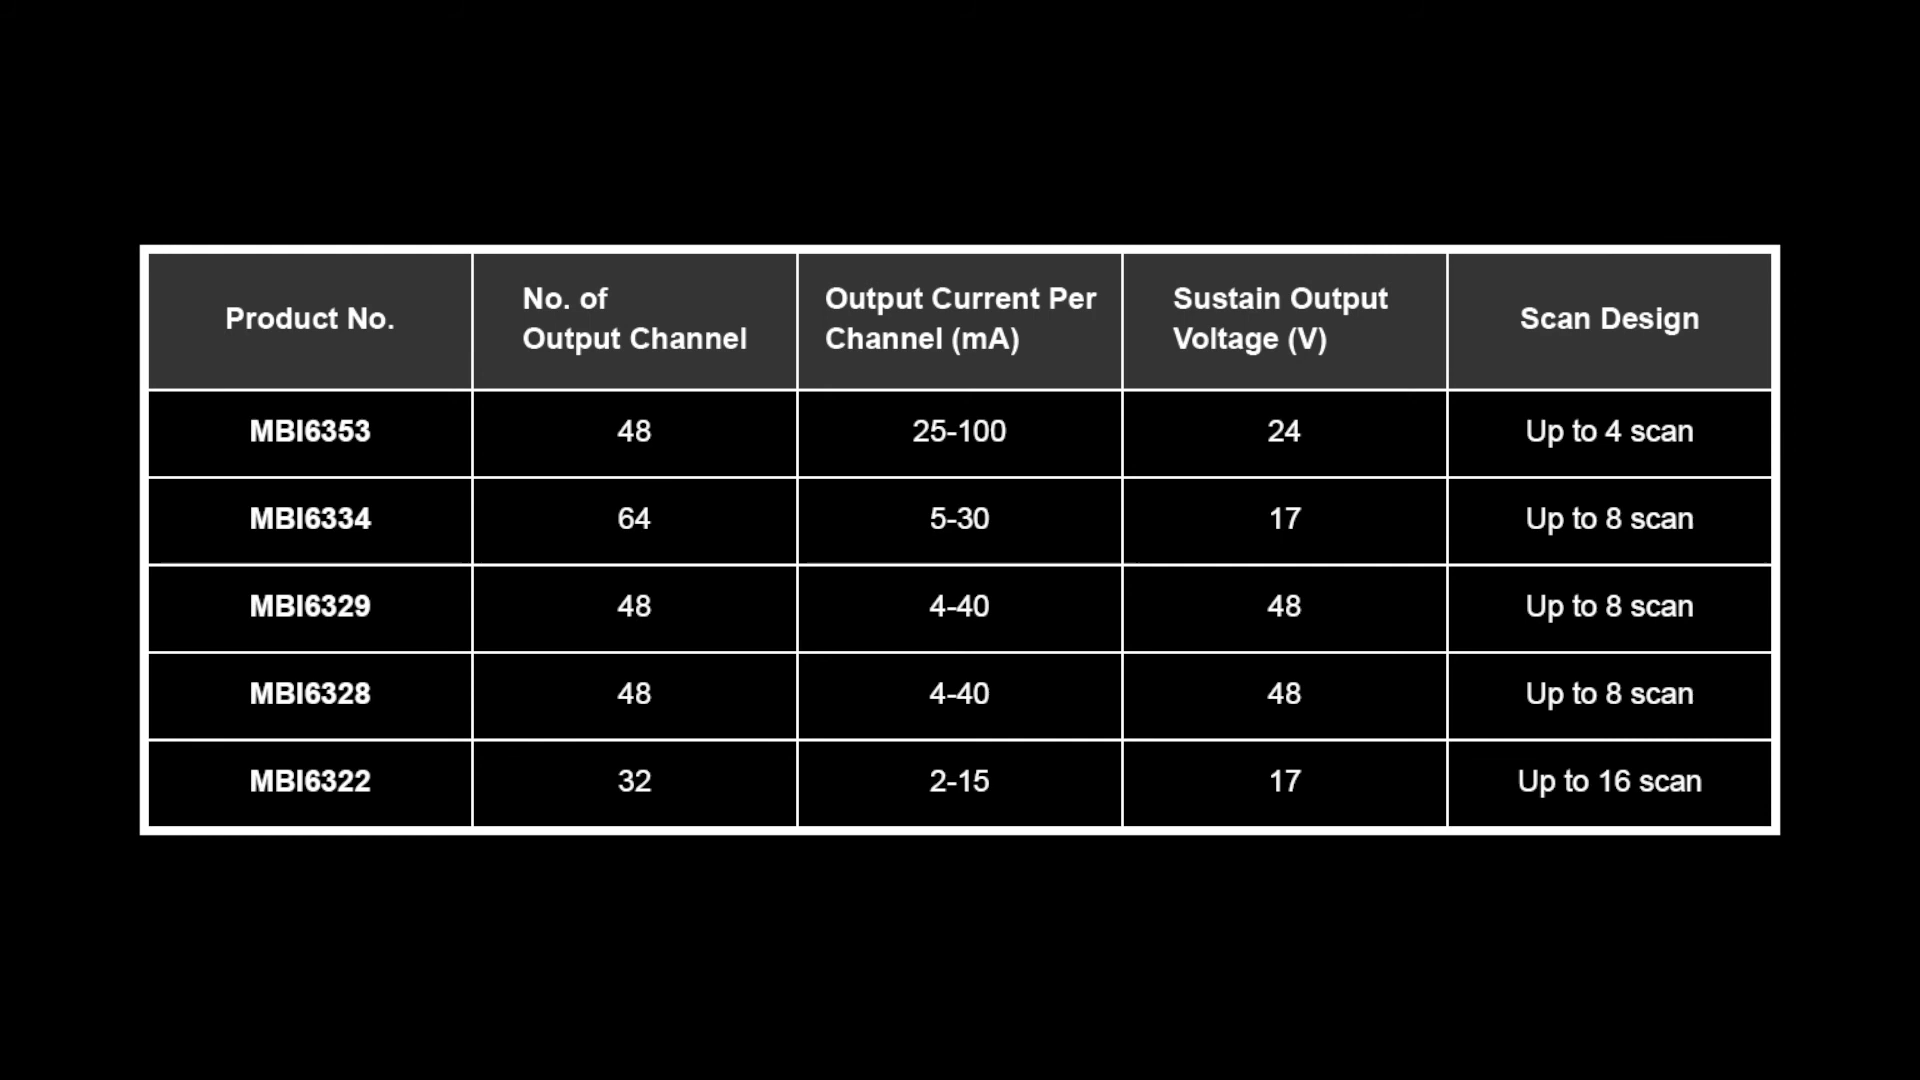 Product No.
No. of
Output Channel
Output Current Per
Channel (mA)
Sustain Output
Voltage (V)
Scan Design
MBI6353 48 25-100 24 Up to 4 scan
MBI6334 64 5-30 17 Up to 8 scan
MBI6329 48 4-40 48 Up to 8 scan
MBI6328 48 4-40 48 Up to 8 scan
MBI6322 32 2-15 17 Up to 16 scan